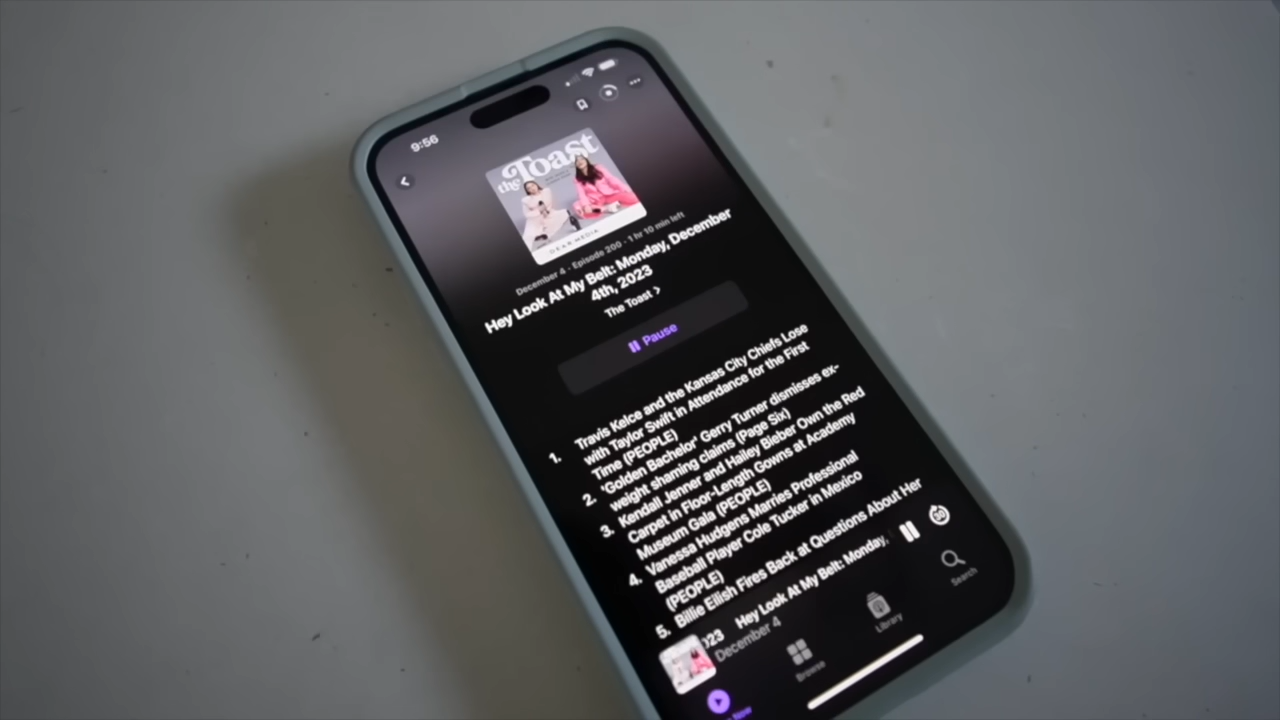 9:56
the Toast
DEAR MEDIA
December 4 · Episode 200 · 1 hr 10 min left
Hey Look At My Belt: Monday, December
4th, 2023
The Toast >
Pause
1. Travis Kelce and the Kansas City Chiefs Lose
with Taylor Swift in Attendance for the First
Time (PEOPLE)
2. 'Golden Bachelor' Gerry Turner dismisses ex-
weight shaming claims (Page Six)
3. Kendall Jenner and Hailey Bieber Own the Red
Carpet in Floor-Length Gowns at Academy
Museum Gala (PEOPLE)
4. Vanessa Hudgens Marries Professional
Baseball Player Cole Tucker in Mexico
(PEOPLE)
5. Billie Eilish Fires Back at Questions About Her
023 Hey Look At My Belt: Monday,
December 4
30
Now
Browse
Library
Search